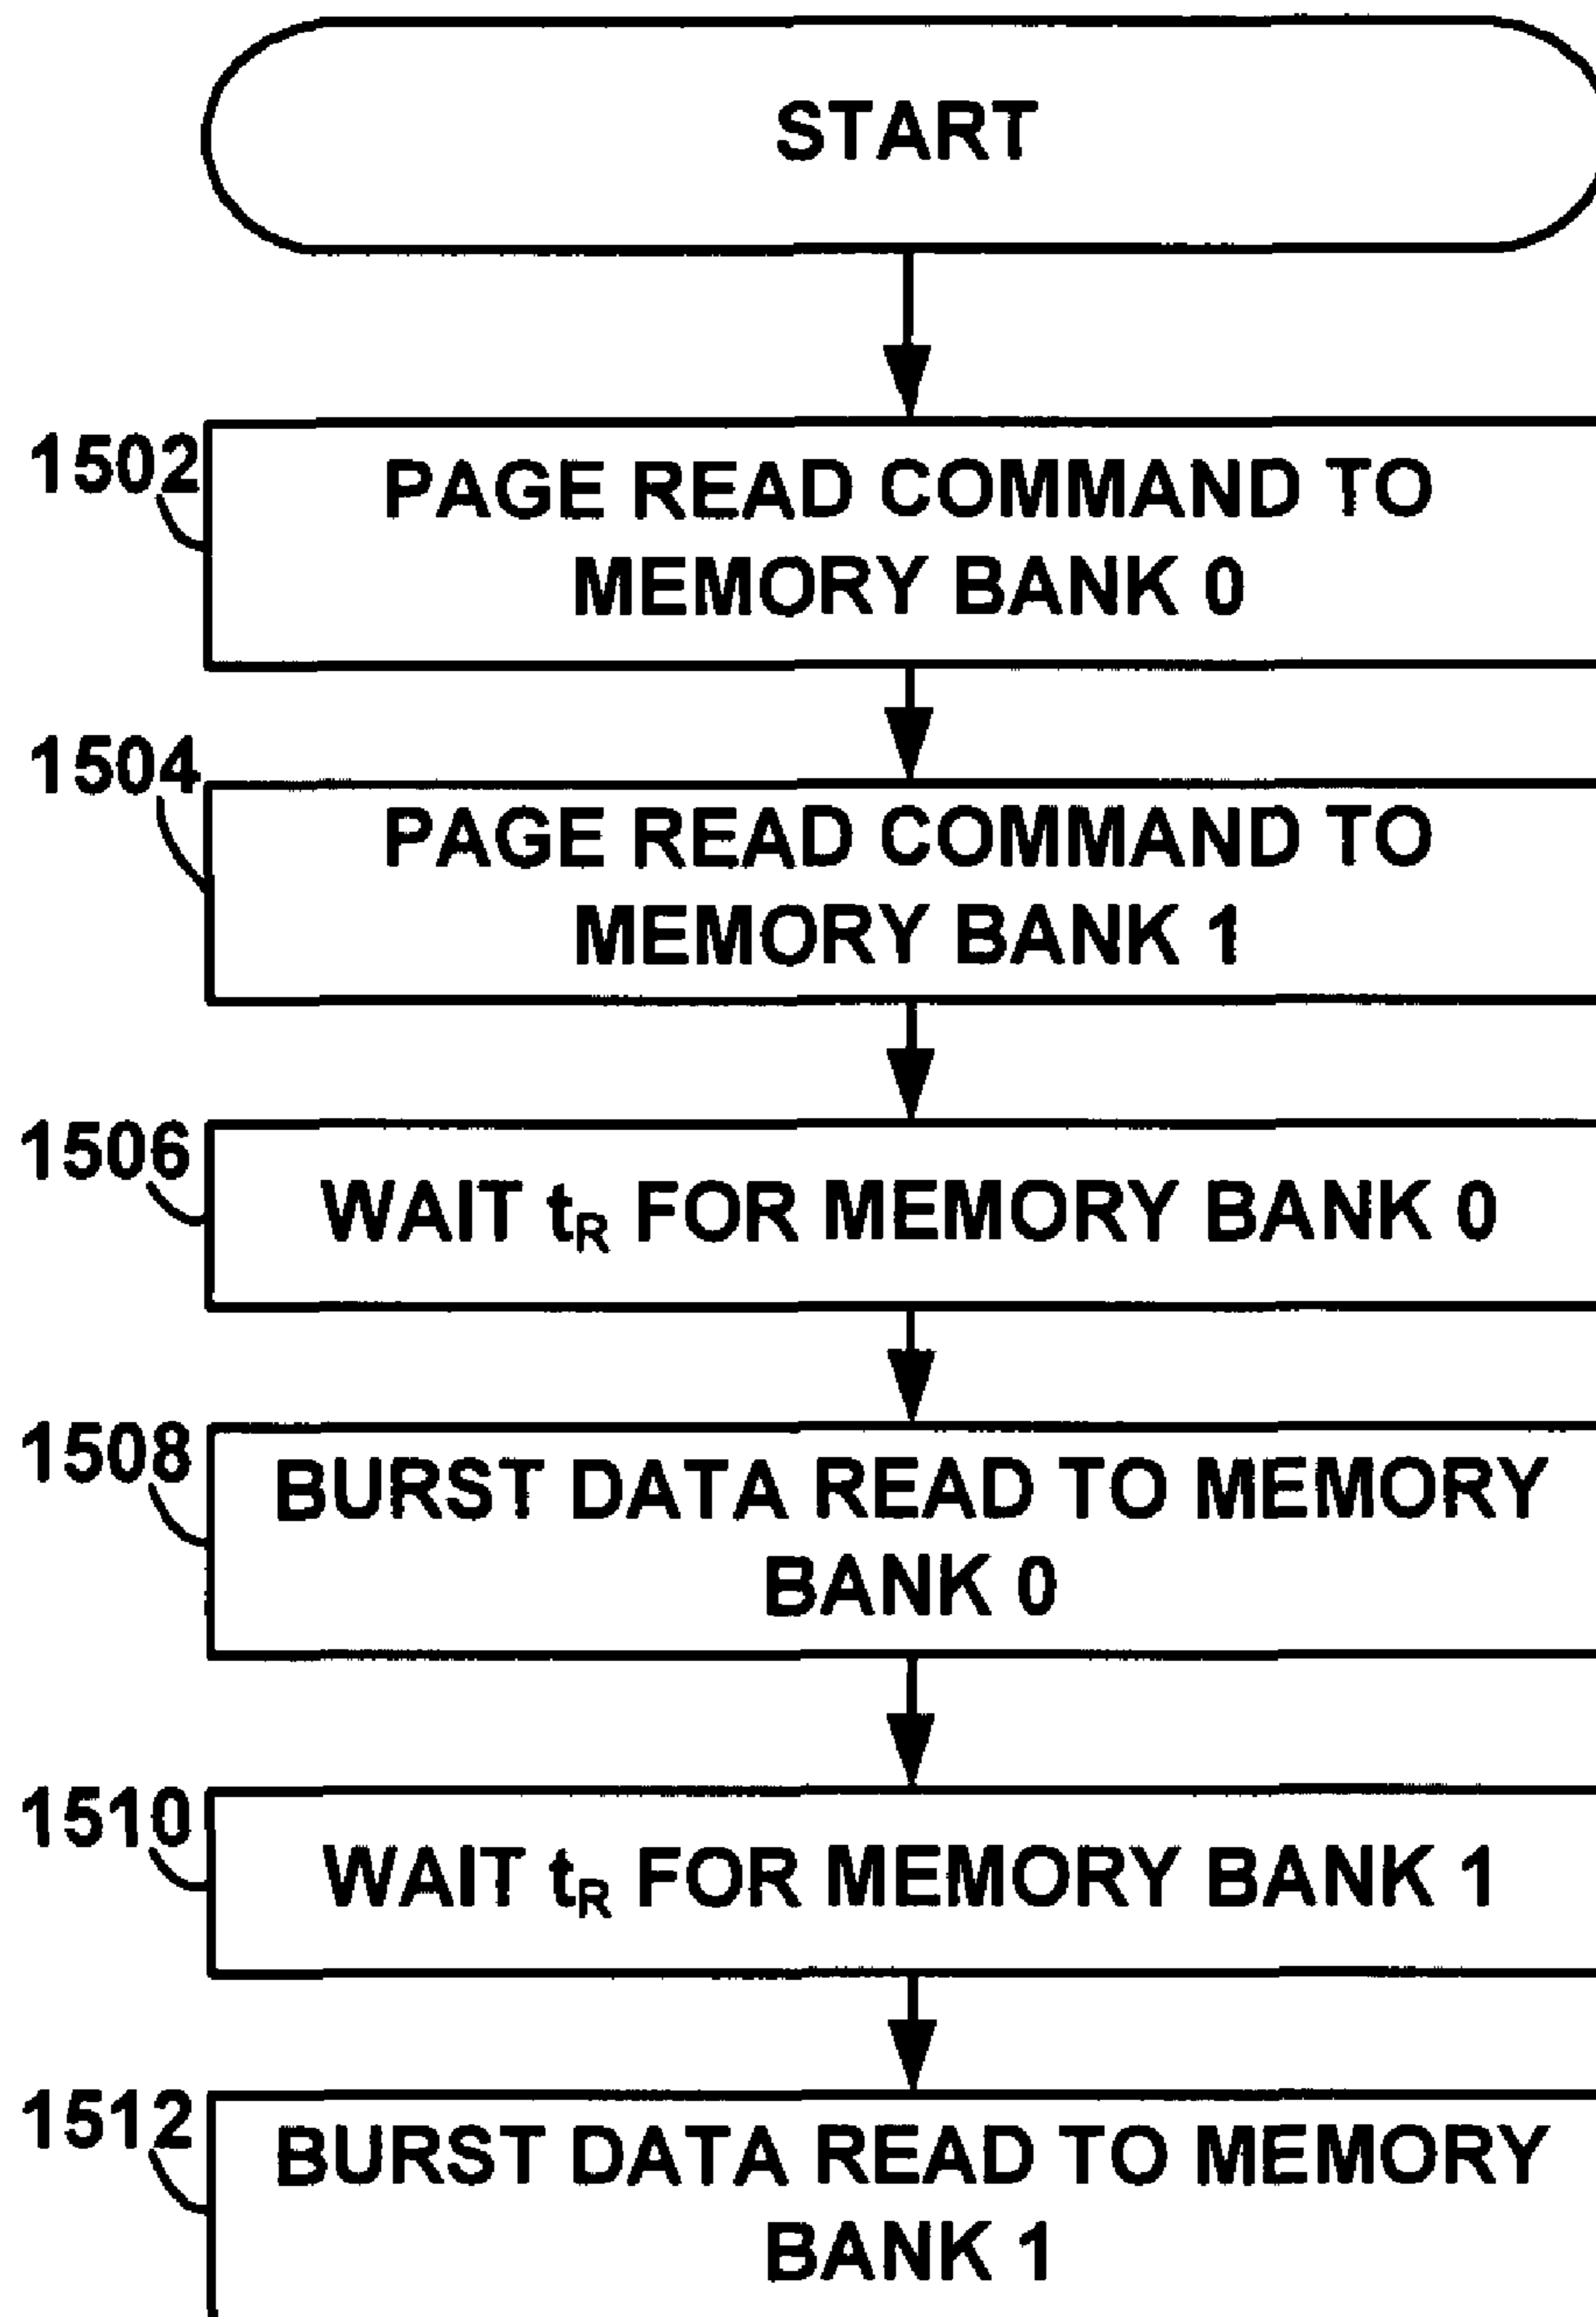 START
1502
PAGE READ COMMAND TO
MEMORY BANK 0
1504
PAGE READ COMMAND TO
MEMORY BANK 1
1506
WAIT tR FOR MEMORY BANK 0
1508
BURST DATA READ TO MEMORY
BANK 0
1510
WAIT tR FOR MEMORY BANK 1
1512
BURST DATA READ TO MEMORY
BANK 1